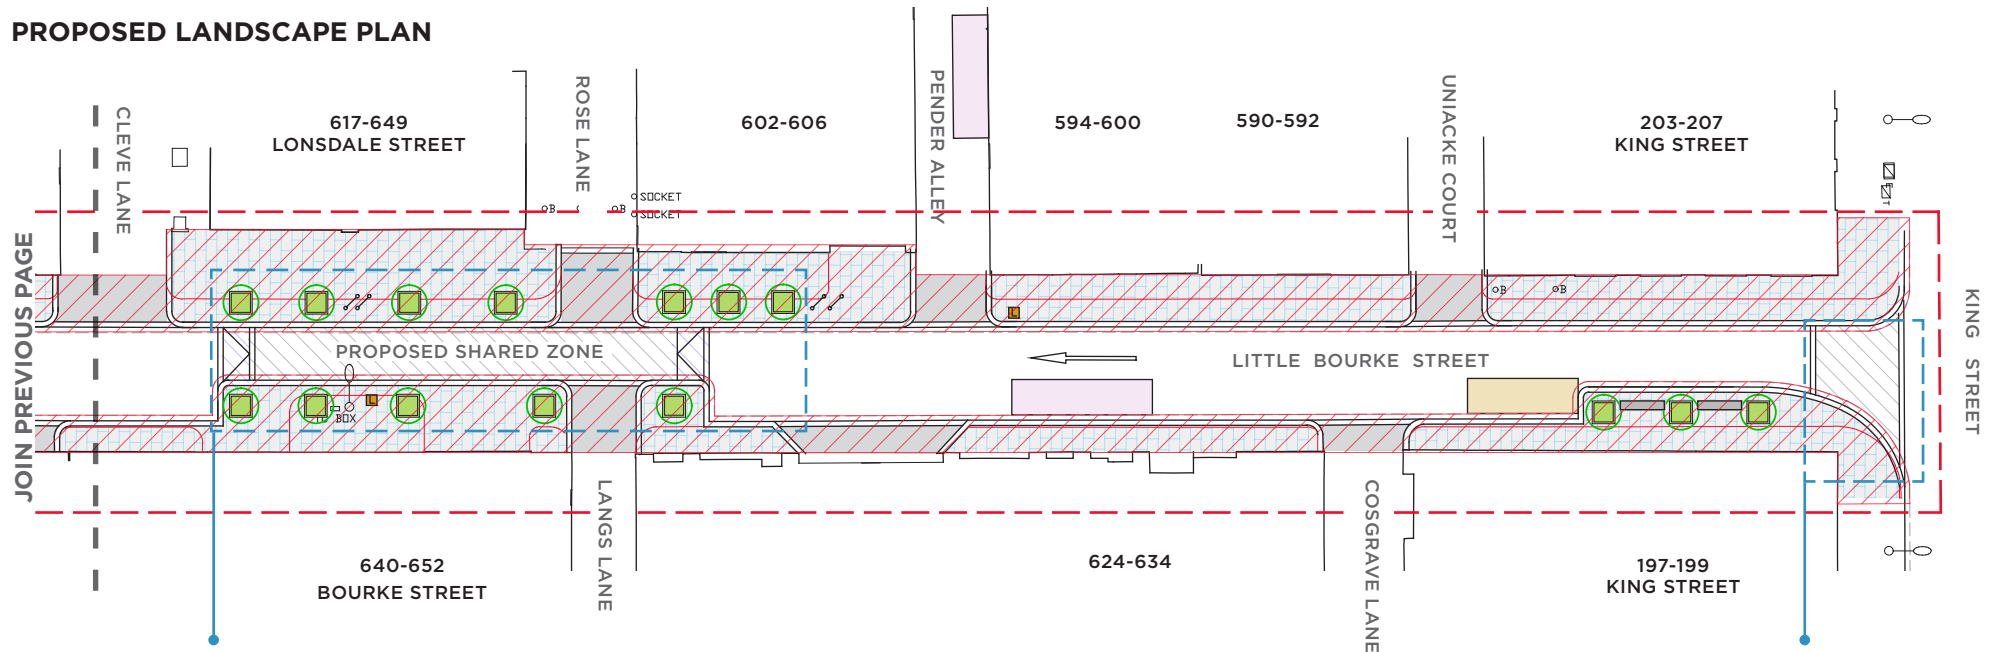 PROPOSED LANDSCAPE PLAN
CLEVE LANE
617-649
LONSDALE STREET
ROSE LANE
602-606
PENDER ALLEY
594-600
590-592
UNIACKE COURT
203-207
KING STREET
B
B
SOCKET
SOCKET
T
JOIN PREVIOUS PAGE
L
B
B
PROPOSED SHARED ZONE
LITTLE BOURKE STREET
KING STREET
L
BOX
LANGS LANE
COSGRAVE LANE
640-652
BOURKE STREET
624-634
197-199
KING STREET